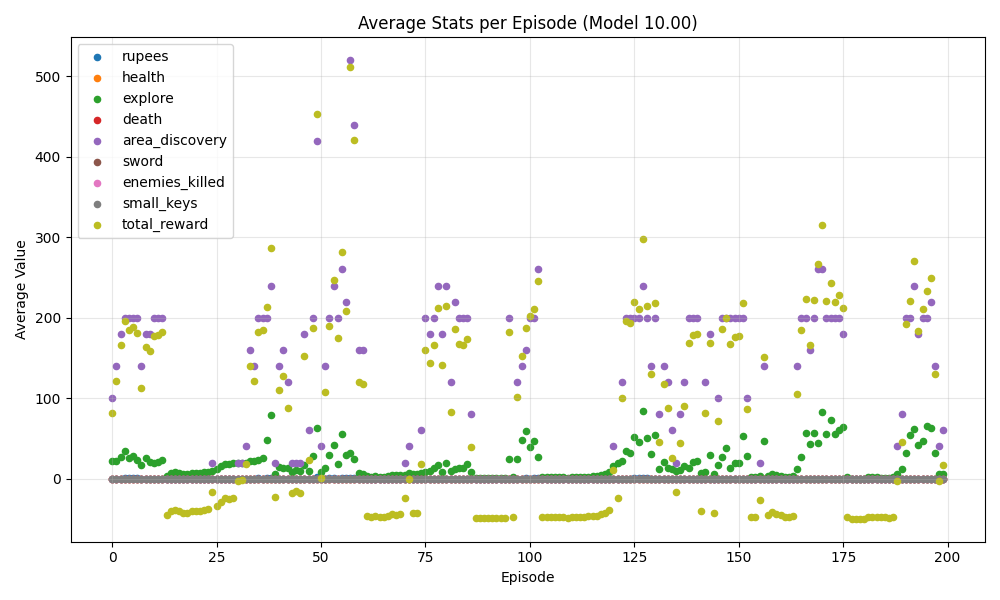 Average Stats per Episode (Model 10.00)
rupees
health
explore
death
area_discovery
sword
enemies_killed
small_keys
total_reward
Average Value
500
400
300
200
100
0
0 25 50 75 100 125 150 175 200
Episode